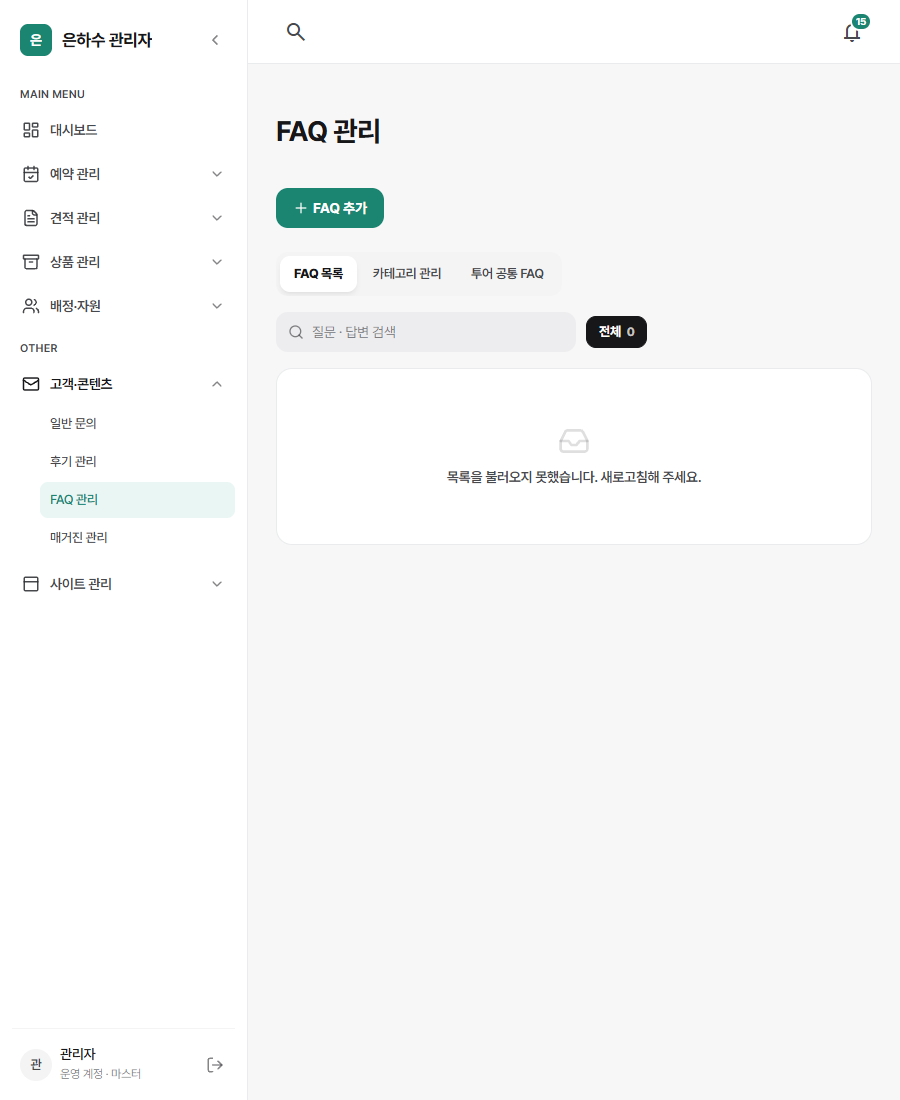 은 은하수 관리자
MAIN MENU
대시보드
예약 관리
견적 관리
상품 관리
배정·자원
OTHER
고객·콘텐츠
일반 문의
후기 관리
FAQ 관리
매거진 관리
사이트 관리
관 관리자
운영 계정 · 마스터
15
FAQ 관리
FAQ 추가
FAQ 목록 카테고리 관리 투어 공통 FAQ
질문 · 답변 검색 전체 0
목록을 불러오지 못했습니다. 새로고침해 주세요.